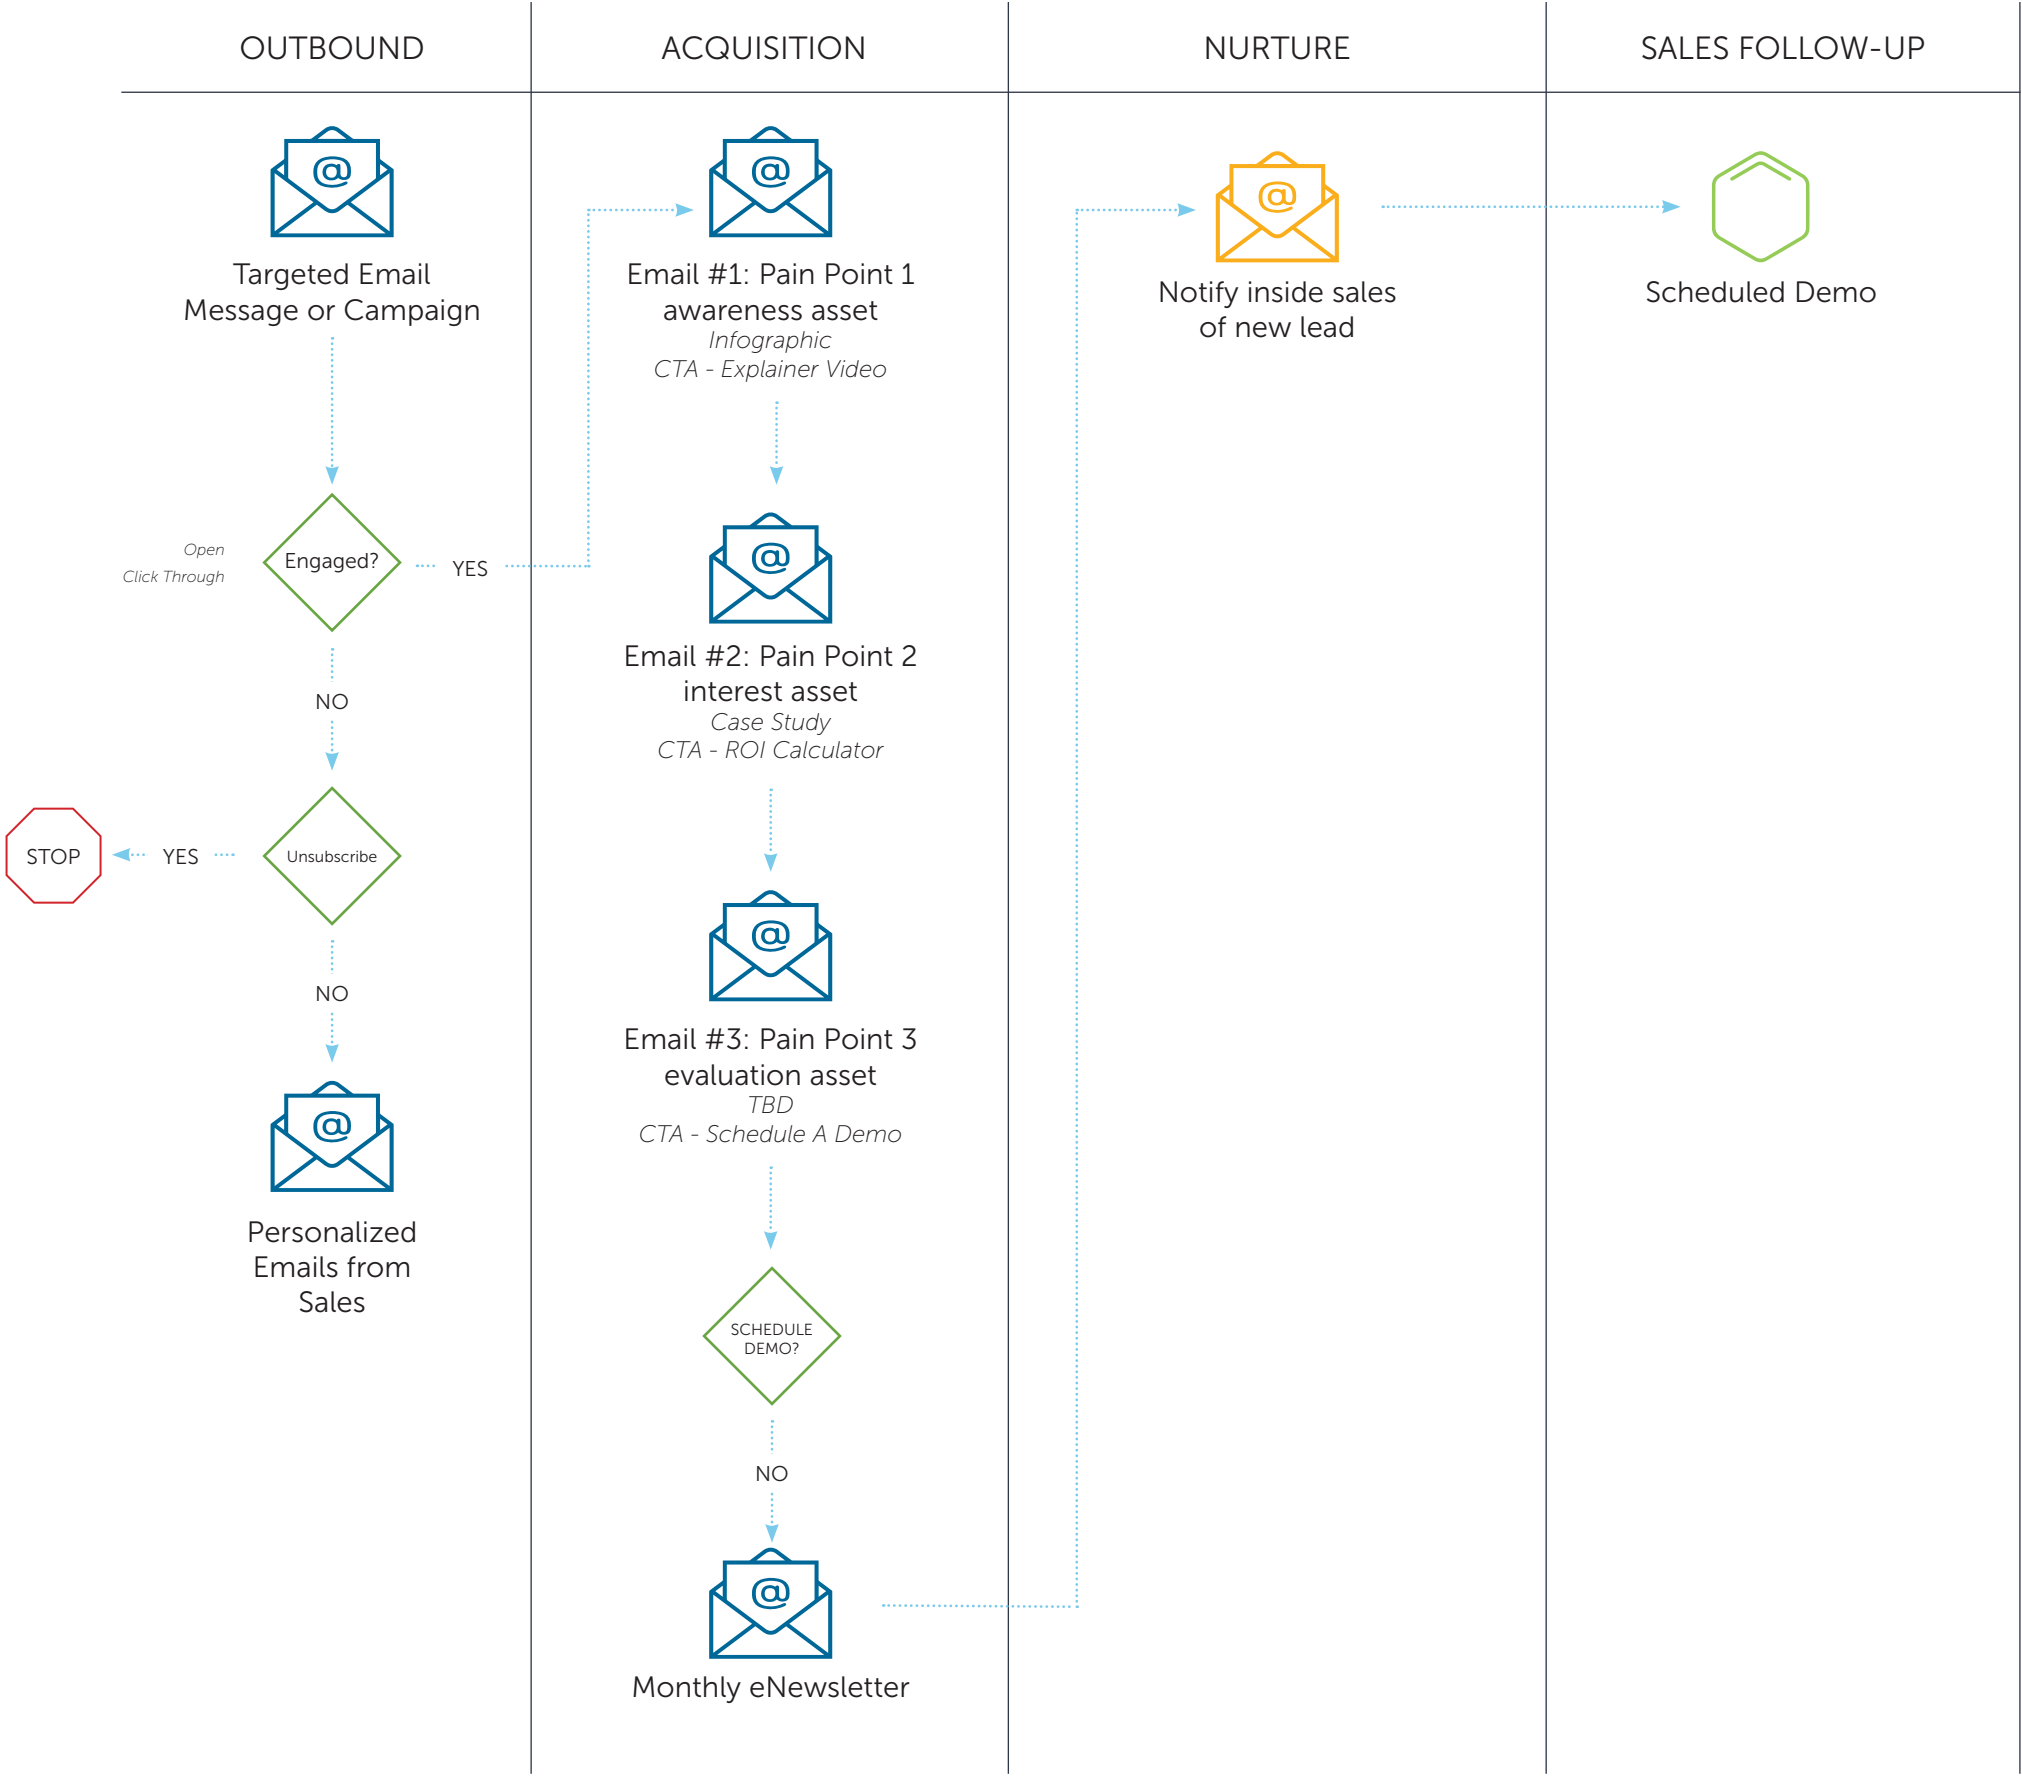 OUTBOUND
ACQUISITION
NURTURE
SALES FOLLOW-UP
@
Targeted Email
Message or Campaign
Open
Click Through
Engaged?
YES
NO
Unsubscribe
YES
STOP
NO
@
Personalized
Emails from
Sales
@
Email #1: Pain Point 1
awareness asset
Infographic
CTA - Explainer Video
@
Email #2: Pain Point 2
interest asset
Case Study
CTA - ROI Calculator
@
Email #3: Pain Point 3
evaluation asset
TBD
CTA - Schedule A Demo
SCHEDULE
DEMO?
NO
@
Monthly eNewsletter
@
Notify inside sales
of new lead
Scheduled Demo